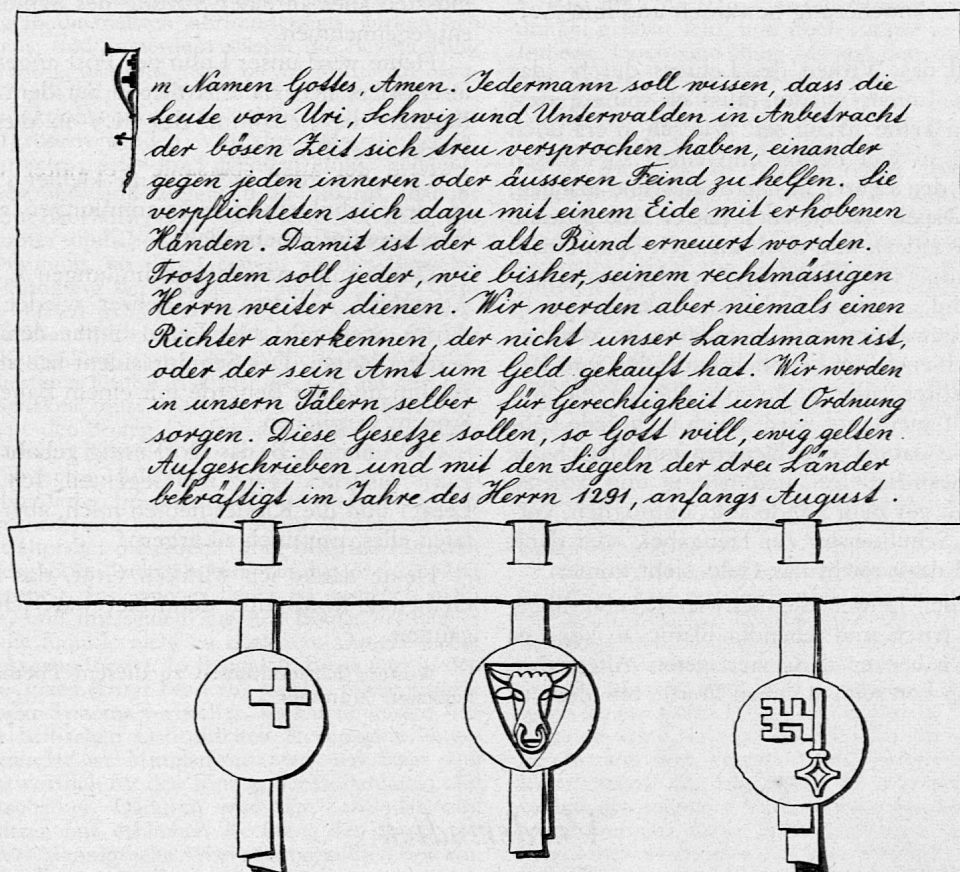 Im Namen Gottes, Amen. Jedermann soll wissen, dass die
Leute von Uri, Schwiz und Unterwalden in Anbetracht
der bösen Zeit sich treu versprochen haben, einander
gegen jeden inneren oder äusseren Feind zu helfen. Sie
verpflichteten sich dazu mit einem Eide mit erhobenen
Händen. Damit ist der alte Bund erneuert worden.
Trotzdem soll jeder, wie bisher, seinem rechtmässigen
Herrn weiter dienen. Wir werden aber niemals einen
Richter anerkennen, der nicht unser Landsmann ist,
oder der sein Amt um Geld gekauft hat. Wir werden
in unsern Tälern selber für Gerechtigkeit und Ordnung
sorgen. Diese Gesetze sollen, so Gott will, ewig gelten.
Aufgeschrieben und mit den Siegeln der drei Länder
bekräftigt im Jahre des Herrn 1291, anfangs August.